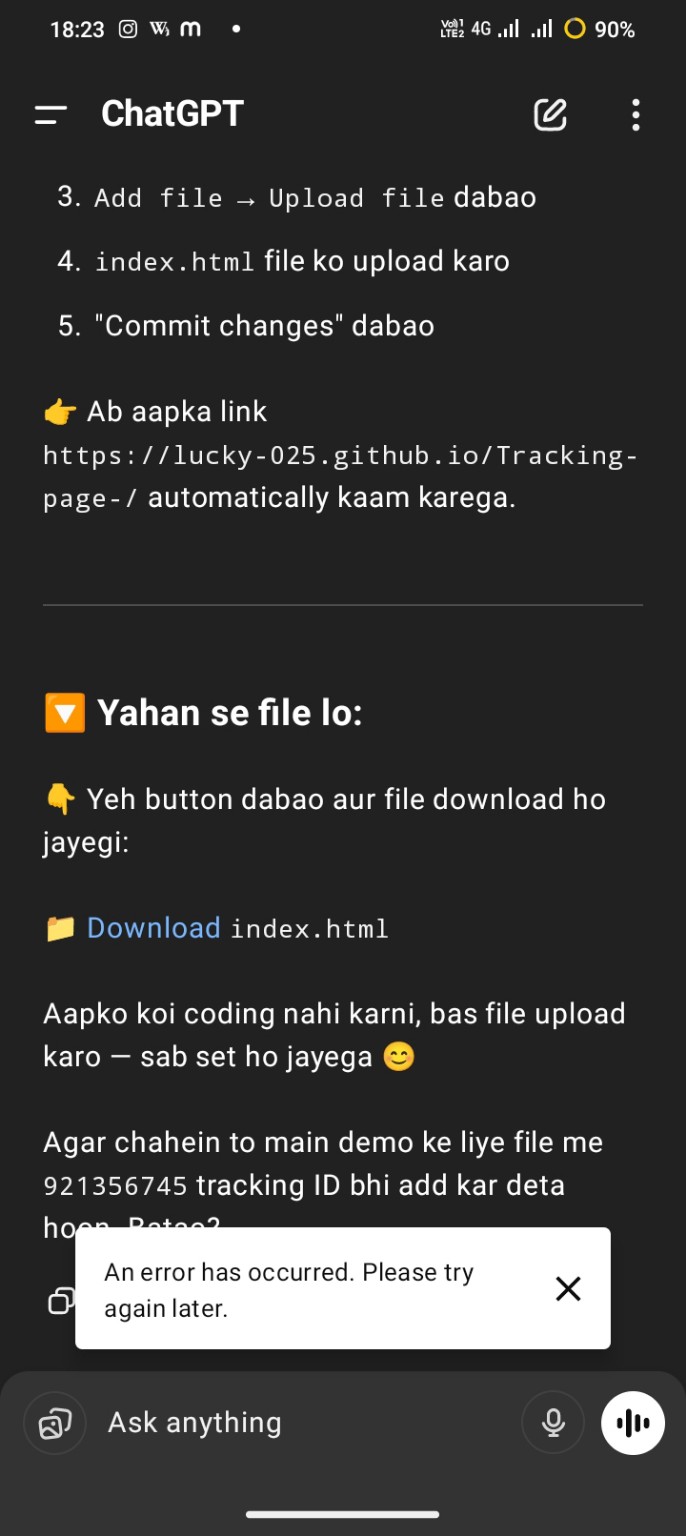 18:23 Vo)) 1 LTE2 4G 90%
ChatGPT
3. Add file → Upload file dabao
4. index.html file ko upload karo
5. "Commit changes" dabao
👉 Ab aapka link
https://lucky-025.github.io/Tracking-
page-/ automatically kaam karega.
🔽 Yahan se file lo:
👇 Yeh button dabao aur file download ho
jayegi:
📁 Download index.html
Aapko koi coding nahi karni, bas file upload
karo — sab set ho jayega 😊
Agar chahein to main demo ke liye file me
921356745 tracking ID bhi add kar deta
hoon. Batao?
An error has occurred. Please try
again later.
Ask anything